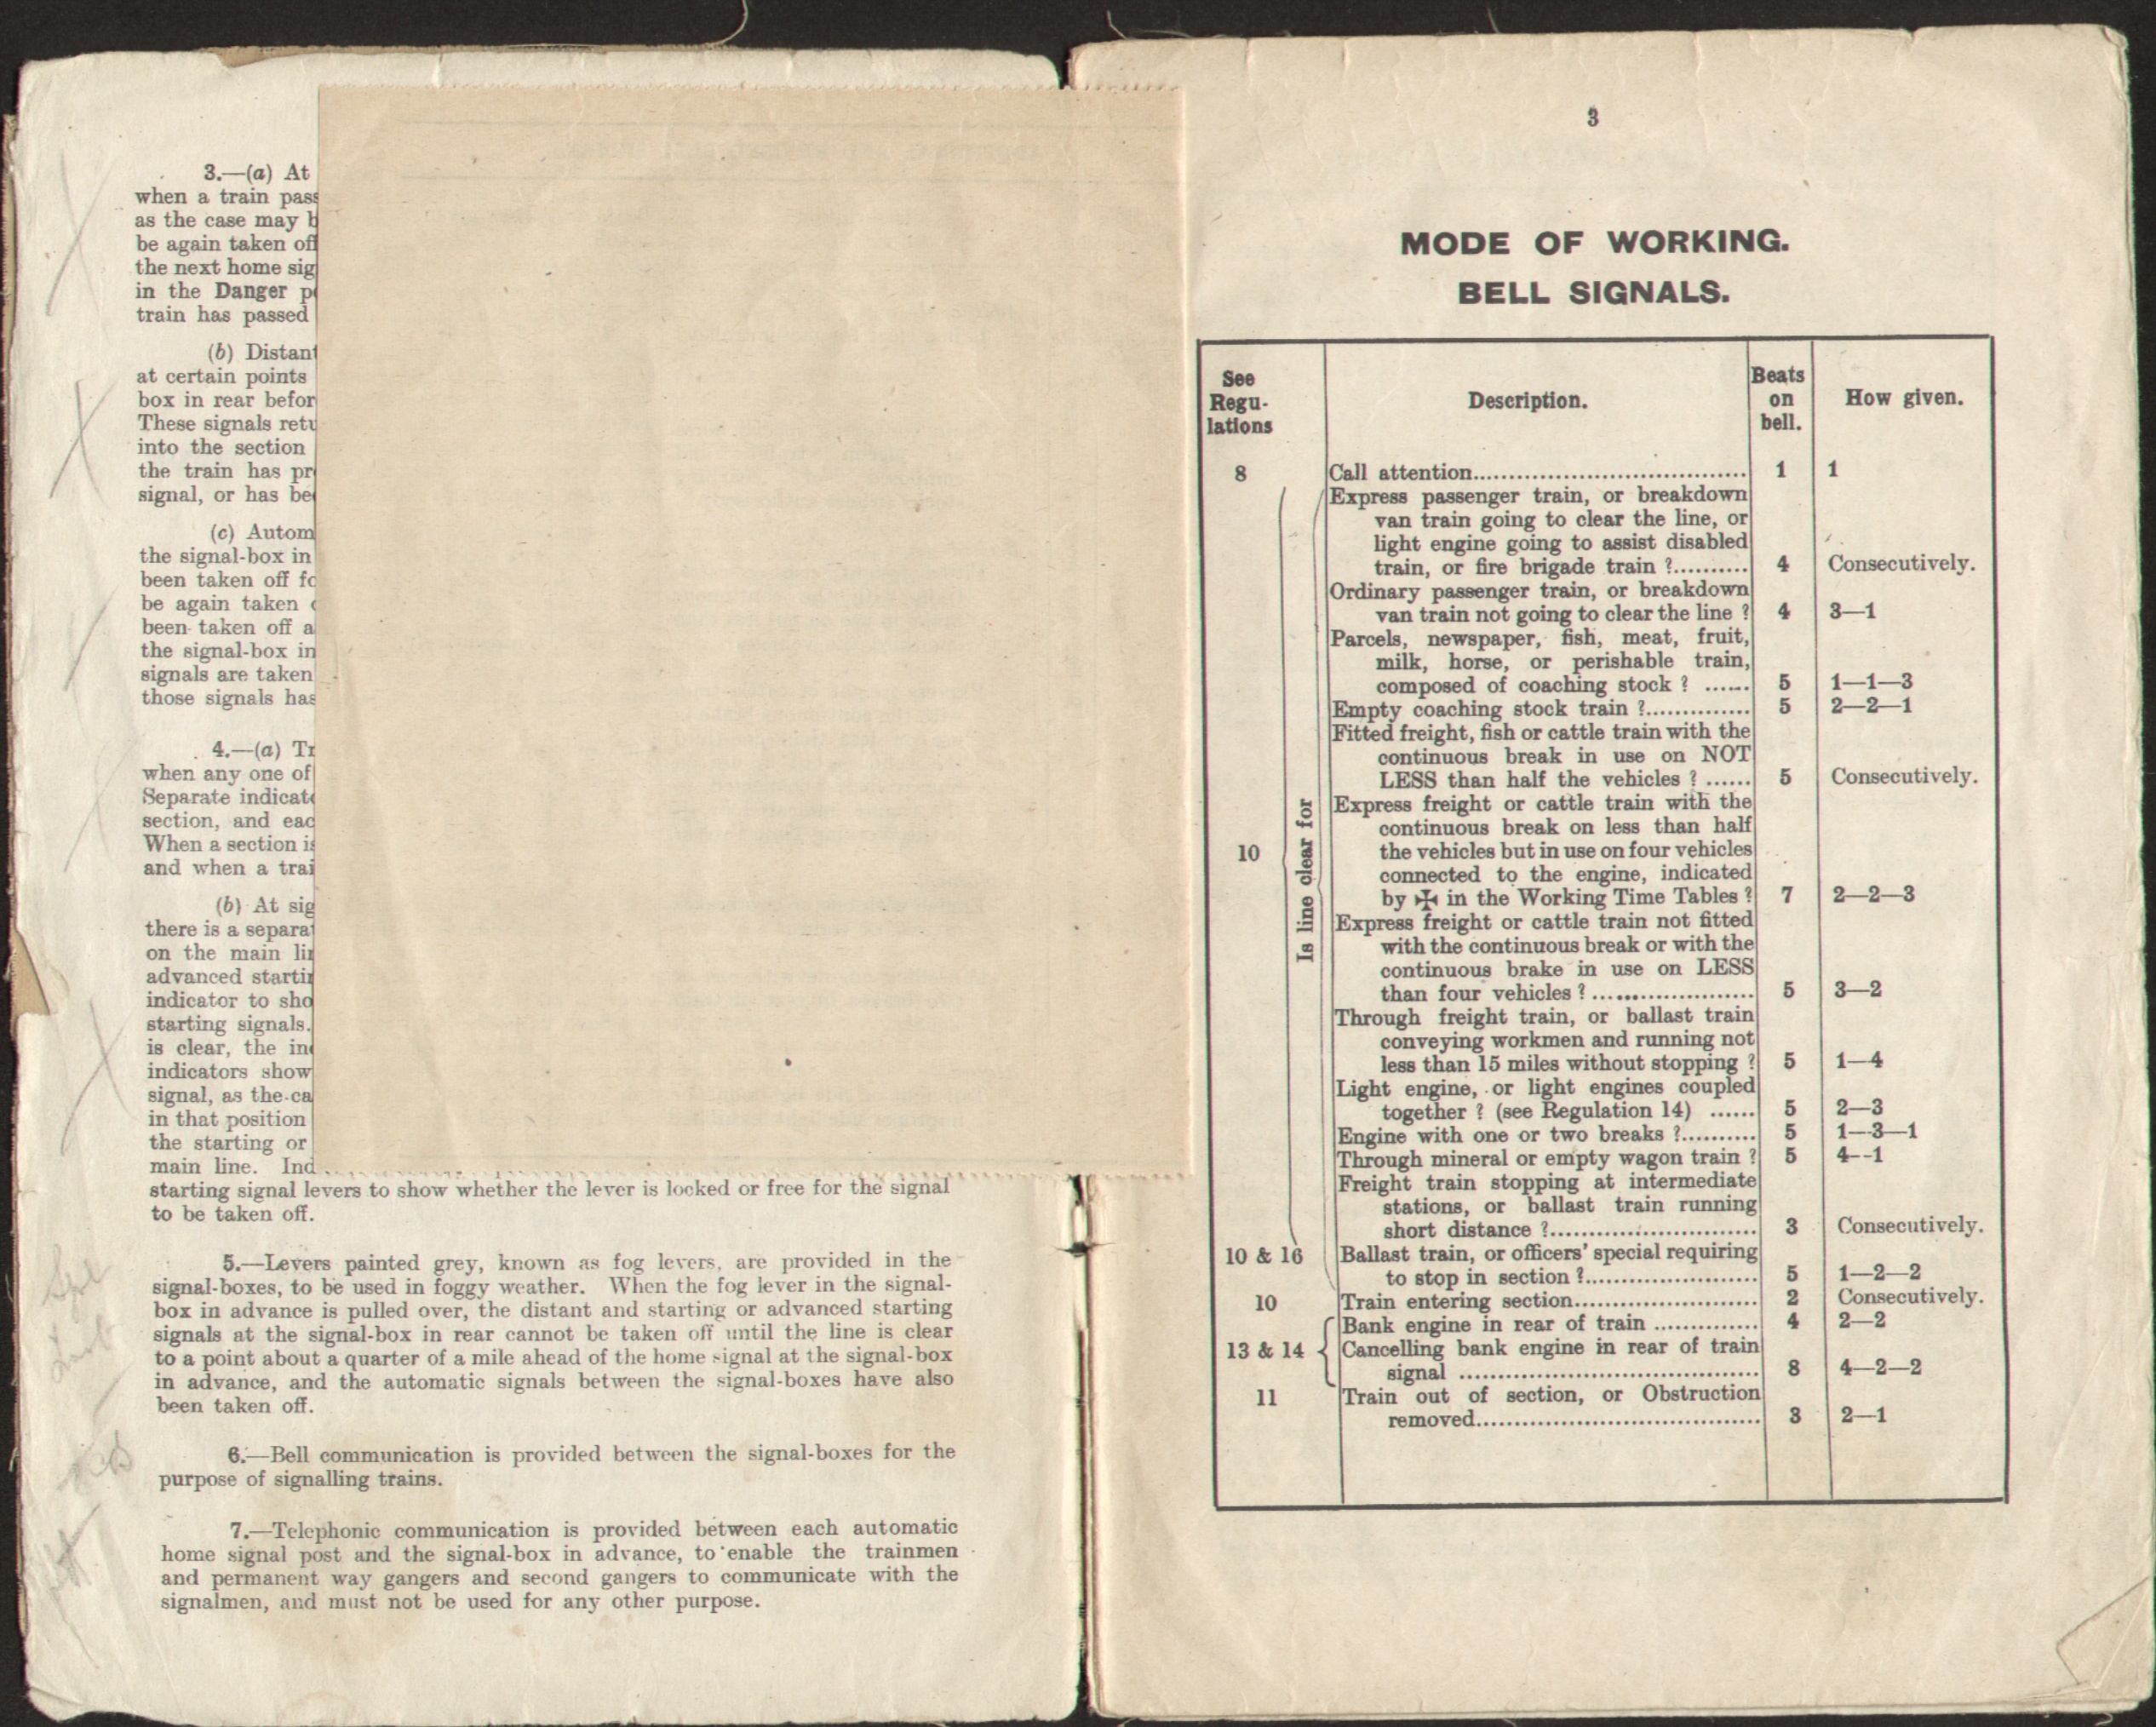 3.—(a) At
when a train pass
as the case may
be again taken off
the next home sig
in the Danger
train has passed
(b) Distant
at certain points
box in rear befor
These signals retu
into the section
the train has pr
signal, or has be
(c) Autom
the signal-box in
been taken off fo
be again taken
been taken off a
the signal-box in
signals are taken
those signals has
4.—(a) Tr
when any one of
Separate indicat
section, and eac
When a section is
and when a trai
(b) At sig
there is a separat
on the main lin
advanced startin
indicator to sho
starting signals.
is clear, the in
indicators show
signal, as the ca
in that position
the starting or
main line. Ind
starting signal levers to show whether the lever is locked or free for the signal
to be taken off.
5.—Levers painted grey, known as fog levers, are provided in the
signal-boxes, to be used in foggy weather. When the fog lever in the signal-
box in advance is pulled over, the distant and starting or advanced starting
signals at the signal-box in rear cannot be taken off until the line is clear
to a point about a quarter of a mile ahead of the home signal at the signal-box
in advance, and the automatic signals between the signal-boxes have also
been taken off.
6.—Bell communication is provided between the signal-boxes for the
purpose of signalling trains.
7.—Telephonic communication is provided between each automatic
home signal post and the signal-box in advance, to enable the trainmen
and permanent way gangers and second gangers to communicate with the
signalmen, and must not be used for any other purpose.
3
MODE OF WORKING.
BELL SIGNALS.
See
Regu-
lations
Description.
Beats
on
bell.
How given.
8 Call attention 1 1
Is line clear for
Express passenger train, or breakdown
van train going to clear the line, or
light engine going to assist disabled
train, or fire brigade train ? 4 Consecutively.
Ordinary passenger train, or breakdown
van train not going to clear the line ? 4 3—1
Parcels, newspaper, fish, meat, fruit,
milk, horse, or perishable train,
composed of coaching stock ? 5 1—1—3
Empty coaching stock train ? 5 2—2—1
Fitted freight, fish or cattle train with the
continuous break in use on NOT
LESS than half the vehicles ? 5 Consecutively.
Express freight or cattle train with the
continuous break on less than half
10 the vehicles but in use on four vehicles
connected to the engine, indicated
by ✠ in the Working Time Tables ? 7 2—2—3
Express freight or cattle train not fitted
with the continuous break or with the
continuous brake in use on LESS
than four vehicles ? 5 3—2
Through freight train, or ballast train
conveying workmen and running not
less than 15 miles without stopping ? 5 1—4
Light engine, or light engines coupled
together ? (see Regulation 14) 5 2—3
Engine with one or two breaks ? 5 1—3—1
Through mineral or empty wagon train ? 5 4--1
Freight train stopping at intermediate
stations, or ballast train running
short distance ? 3 Consecutively.
10 & 16 Ballast train, or officers' special requiring
to stop in section ? 5 1—2—2
10 Train entering section 2 Consecutively.
Bank engine in rear of train 4 2—2
13 & 14 Cancelling bank engine in rear of train
signal 8 4—2—2
11 Train out of section, or Obstruction
removed 3 2—1